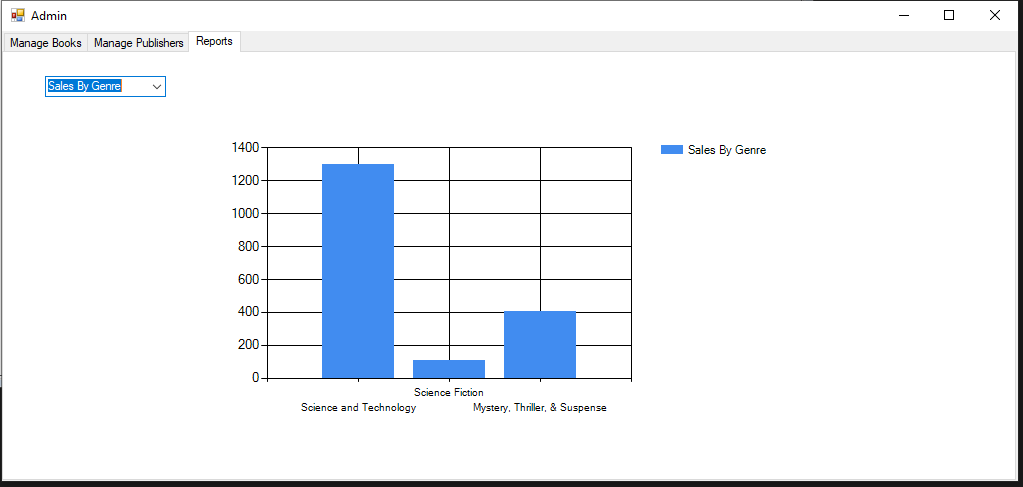 Admin
Manage Books Manage Publishers Reports
Sales By Genre
1400 Sales By Genre
1200
1000
800
600
400
200
0
Science Fiction
Science and Technology Mystery, Thriller, & Suspense